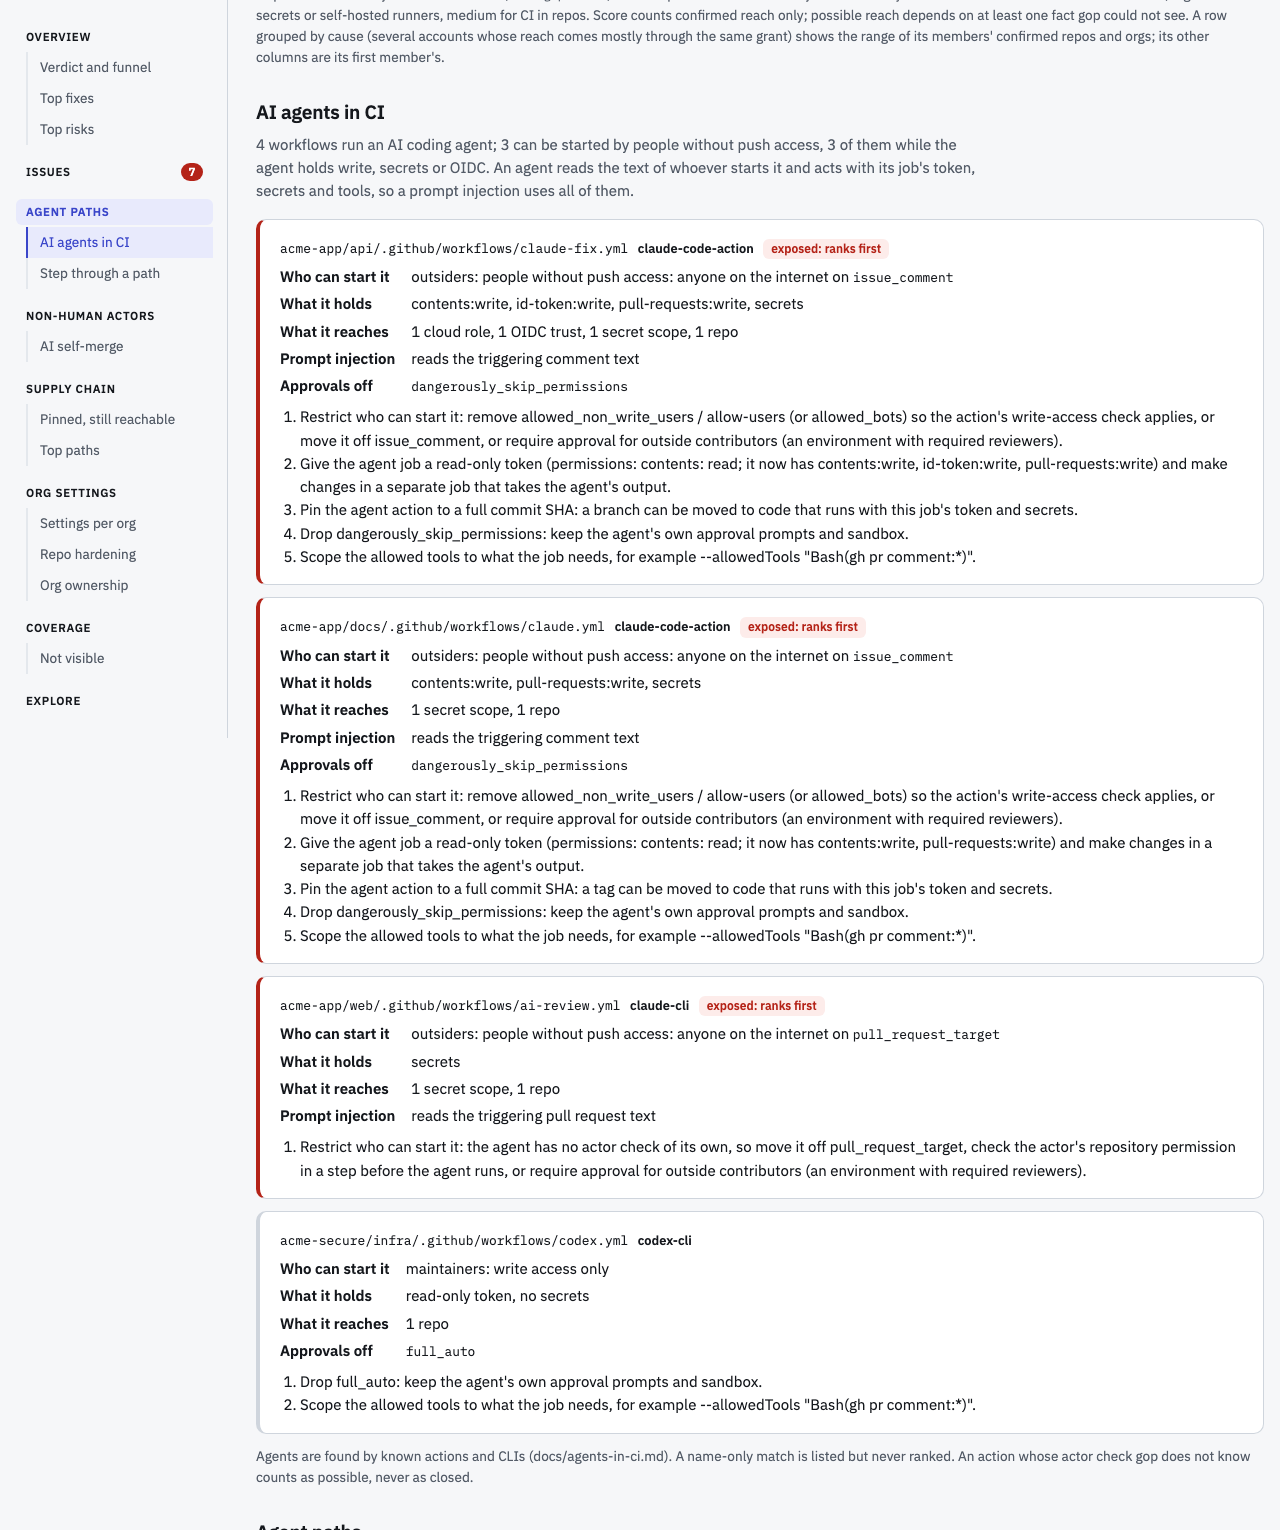 OVERVIEW
Verdict and funnel
Top fixes
Top risks
ISSUES 7
AGENT PATHS
AI agents in CI
Step through a path
NON-HUMAN ACTORS
AI self-merge
SUPPLY CHAIN
Pinned, still reachable
Top paths
ORG SETTINGS
Settings per org
Repo hardening
Org ownership
COVERAGE
Not visible
EXPLORE
secrets or self-hosted runners, medium for CI in repos. Score counts confirmed reach only; possible reach depends on at least one fact gop could not see. A row
grouped by cause (several accounts whose reach comes mostly through the same grant) shows the range of its members' confirmed repos and orgs; its other
columns are its first member's.
AI agents in CI
4 workflows run an AI coding agent; 3 can be started by people without push access, 3 of them while the
agent holds write, secrets or OIDC. An agent reads the text of whoever starts it and acts with its job's token,
secrets and tools, so a prompt injection uses all of them.
acme-app/api/.github/workflows/claude-fix.yml claude-code-action exposed: ranks first
Who can start it outsiders: people without push access: anyone on the internet on issue_comment
What it holds contents:write, id-token:write, pull-requests:write, secrets
What it reaches 1 cloud role, 1 OIDC trust, 1 secret scope, 1 repo
Prompt injection reads the triggering comment text
Approvals off dangerously_skip_permissions
1. Restrict who can start it: remove allowed_non_write_users / allow-users (or allowed_bots) so the action's write-access check applies, or
move it off issue_comment, or require approval for outside contributors (an environment with required reviewers).
2. Give the agent job a read-only token (permissions: contents: read; it now has contents:write, id-token:write, pull-requests:write) and make
changes in a separate job that takes the agent's output.
3. Pin the agent action to a full commit SHA: a branch can be moved to code that runs with this job's token and secrets.
4. Drop dangerously_skip_permissions: keep the agent's own approval prompts and sandbox.
5. Scope the allowed tools to what the job needs, for example --allowedTools "Bash(gh pr comment:*)".
acme-app/docs/.github/workflows/claude.yml claude-code-action exposed: ranks first
Who can start it outsiders: people without push access: anyone on the internet on issue_comment
What it holds contents:write, pull-requests:write, secrets
What it reaches 1 secret scope, 1 repo
Prompt injection reads the triggering comment text
Approvals off dangerously_skip_permissions
1. Restrict who can start it: remove allowed_non_write_users / allow-users (or allowed_bots) so the action's write-access check applies, or
move it off issue_comment, or require approval for outside contributors (an environment with required reviewers).
2. Give the agent job a read-only token (permissions: contents: read; it now has contents:write, pull-requests:write) and make changes in a
separate job that takes the agent's output.
3. Pin the agent action to a full commit SHA: a tag can be moved to code that runs with this job's token and secrets.
4. Drop dangerously_skip_permissions: keep the agent's own approval prompts and sandbox.
5. Scope the allowed tools to what the job needs, for example --allowedTools "Bash(gh pr comment:*)".
acme-app/web/.github/workflows/ai-review.yml claude-cli exposed: ranks first
Who can start it outsiders: people without push access: anyone on the internet on pull_request_target
What it holds secrets
What it reaches 1 secret scope, 1 repo
Prompt injection reads the triggering pull request text
1. Restrict who can start it: the agent has no actor check of its own, so move it off pull_request_target, check the actor's repository permission
in a step before the agent runs, or require approval for outside contributors (an environment with required reviewers).
acme-secure/infra/.github/workflows/codex.yml codex-cli
Who can start it maintainers: write access only
What it holds read-only token, no secrets
What it reaches 1 repo
Approvals off full_auto
1. Drop full_auto: keep the agent's own approval prompts and sandbox.
2. Scope the allowed tools to what the job needs, for example --allowedTools "Bash(gh pr comment:*)".
Agents are found by known actions and CLIs (docs/agents-in-ci.md). A name-only match is listed but never ranked. An action whose actor check gop does not know
counts as possible, never as closed.
Agent paths